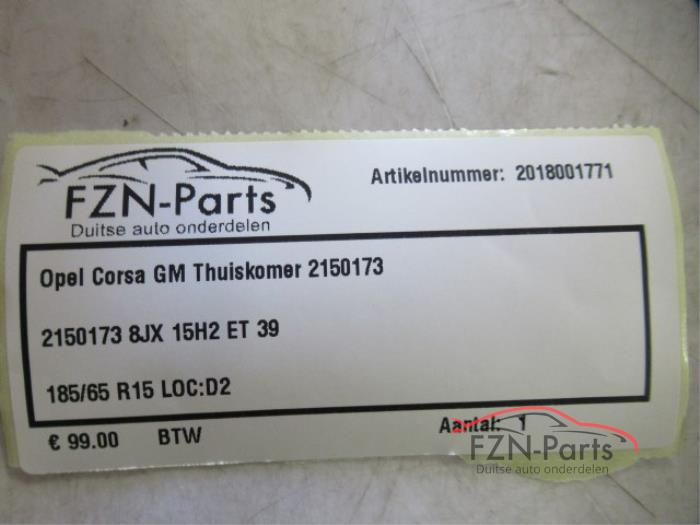 FZN-Parts
Duitse auto onderdelen
Artikelnummer: 2018001771
Opel Corsa GM Thuiskomer 2150173
2150173 8JX 15H2 ET 39
185/65 R15 LOC:D2
€ 99.00 BTW
Aantal: 1
FZN-Parts
Duitse auto onderdelen